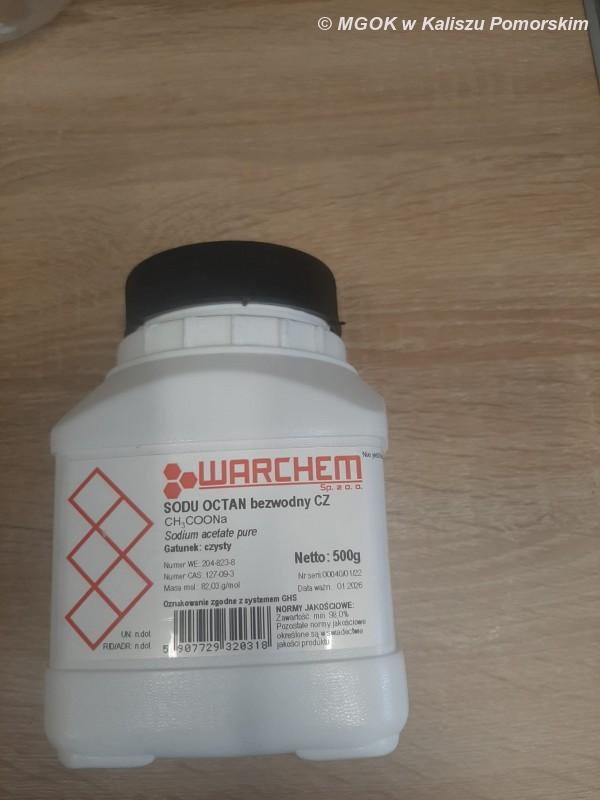 © MGOK w Kaliszu Pomorskim
WARCHEM
Sp. z o. o.
SODU OCTAN bezwodny CZ
CH₃COONa
Sodium acetate pure
Gatunek: czysty
Netto: 500g
Numer WE: 204-823-8
Numer CAS: 127-09-3
Masa mol.: 82,03 g/mol
Nr serii: 00040/01/22
Data ważn.: 01.2026
Oznakowanie zgodne z systemem GHS
NORMY JAKOŚCIOWE:
Zawartość: min. 98,0%
Pozostałe normy jakościowe
określone są w świadectwie
jakości produktu
UN: n.dot.
RID/ADR: n.dot.
5 907729 320318
Nie